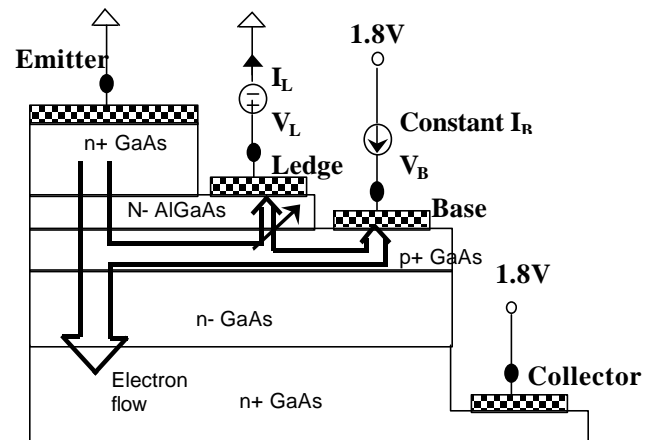 1.8V
Emitter
I_L
Constant I_B
V_L
n+ GaAs
V_B
Ledge
N- AlGaAs
Base
p+ GaAs
1.8V
n- GaAs
Electron
flow
Collector
n+ GaAs